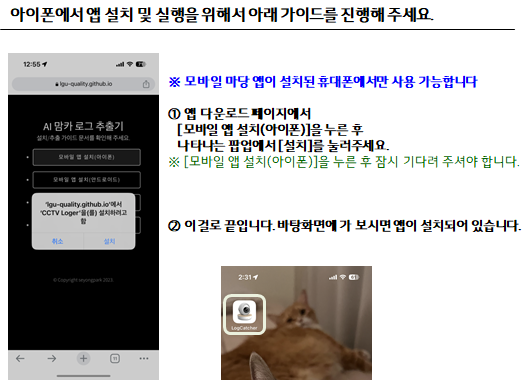 아이폰에서 앱 설치 및 실행을 위해서 아래 가이드를 진행해 주세요.
12:55
lgu-quality.github.io
AI 맘카 로그 추출기
설치/추출 가이드 문서를 확인해 주세요.
모바일 앱 설치(아이폰)
모바일 앱 설치(안드로이드)
'lgu-quality.github.io'에서
'CCTV Loger'을(를) 설치하려고
함
취소
설치
11
※ 모바일 마당 앱이 설치된 휴대폰에서만 사용 가능합니다
① 앱 다운로드 페이지에서
[모바일 앱 설치(아이폰)]을 누른 후
나타나는 팝업에서 [설치]를 눌러주세요.
※ [모바일 앱 설치(아이폰)]을 누른 후 잠시 기다려 주셔야 합니다.
② 이걸로 끝입니다. 바탕화면에 가 보시면 앱이 설치되어 있습니다.
2:31
LogCatcher